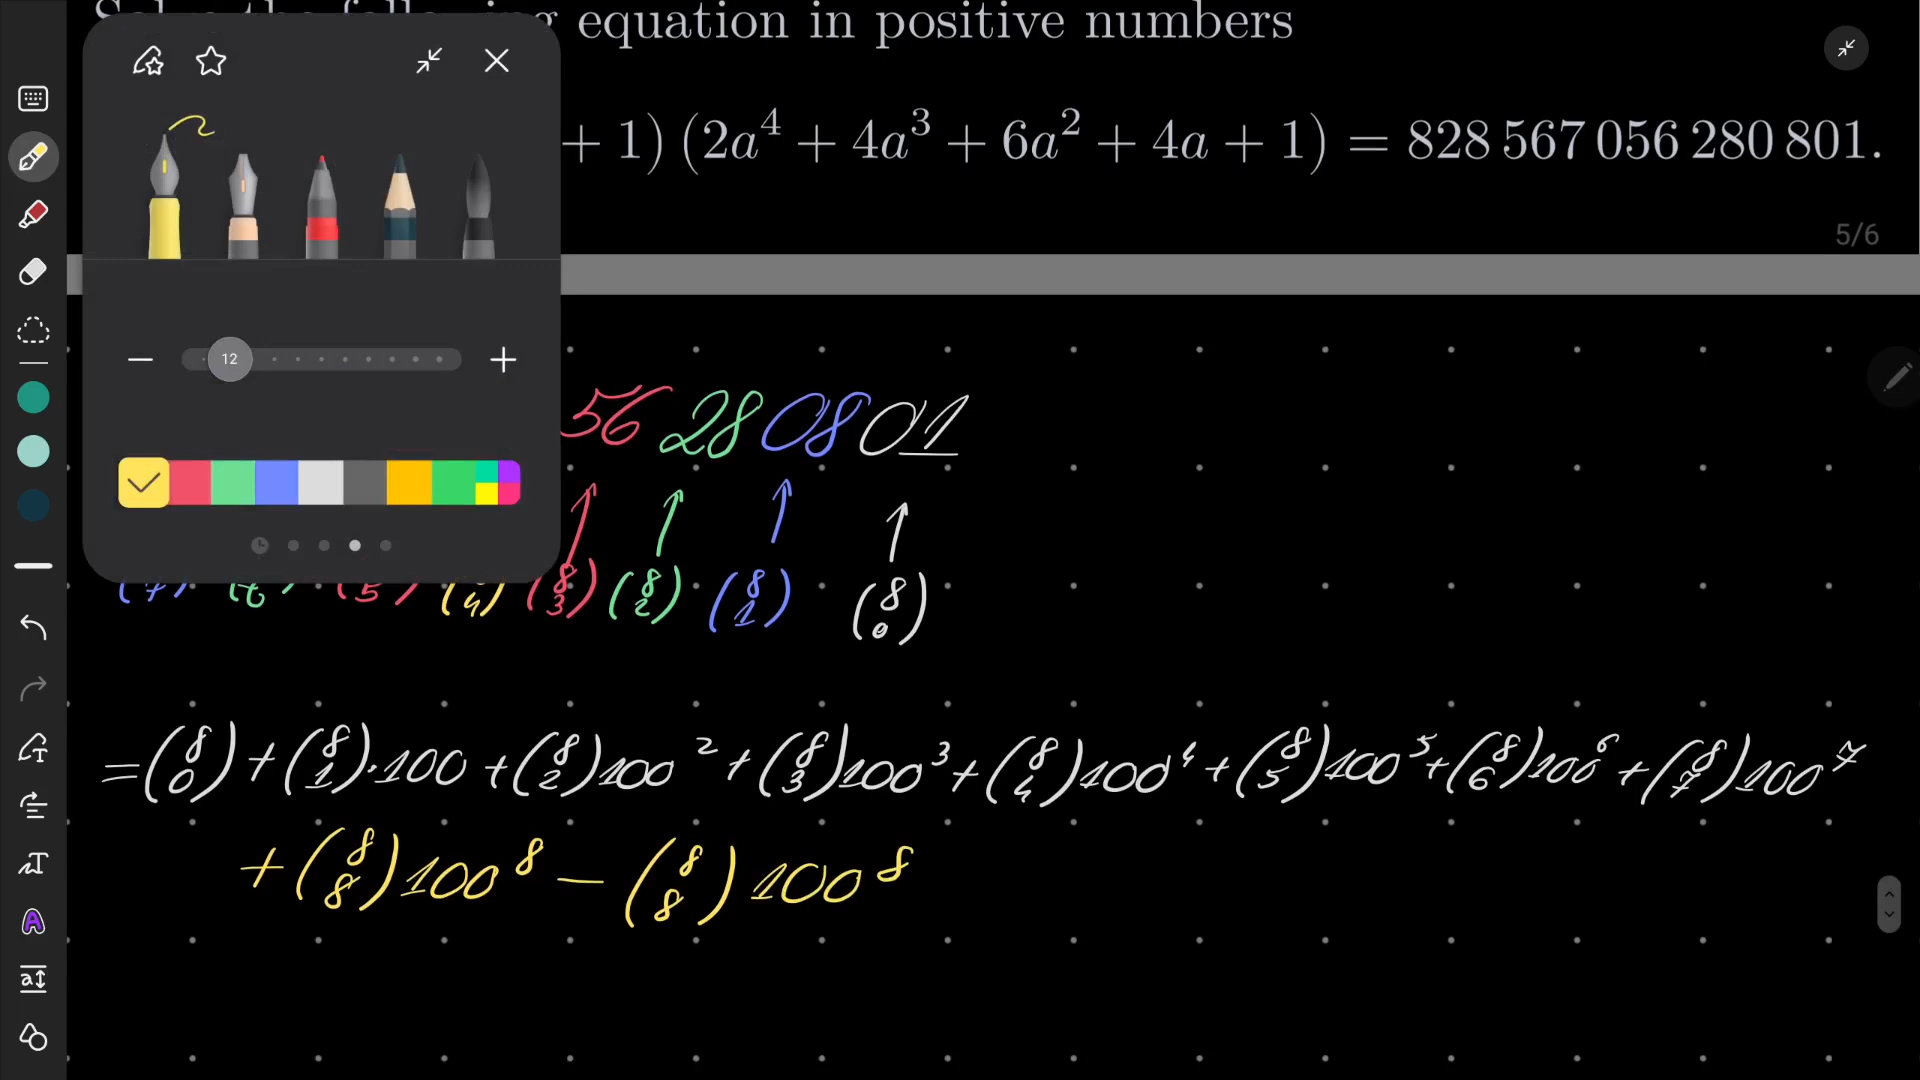 equation in positive numbers
+ 1) (2a⁴ + 4a³ + 6a² + 4a + 1) = 828 567 056 280 801.
5/6
12
56 28 08 01
(8 3) (8 2) (8 1) (8 0)
= (8 0) + (8 1)·100 + (8 2)100² + (8 3)100³ + (8 4)100⁴ + (8 5)100⁵ + (8 6)100⁶ + (8 7)100⁷
+ (8 8)100⁸ − (8 8)100⁸